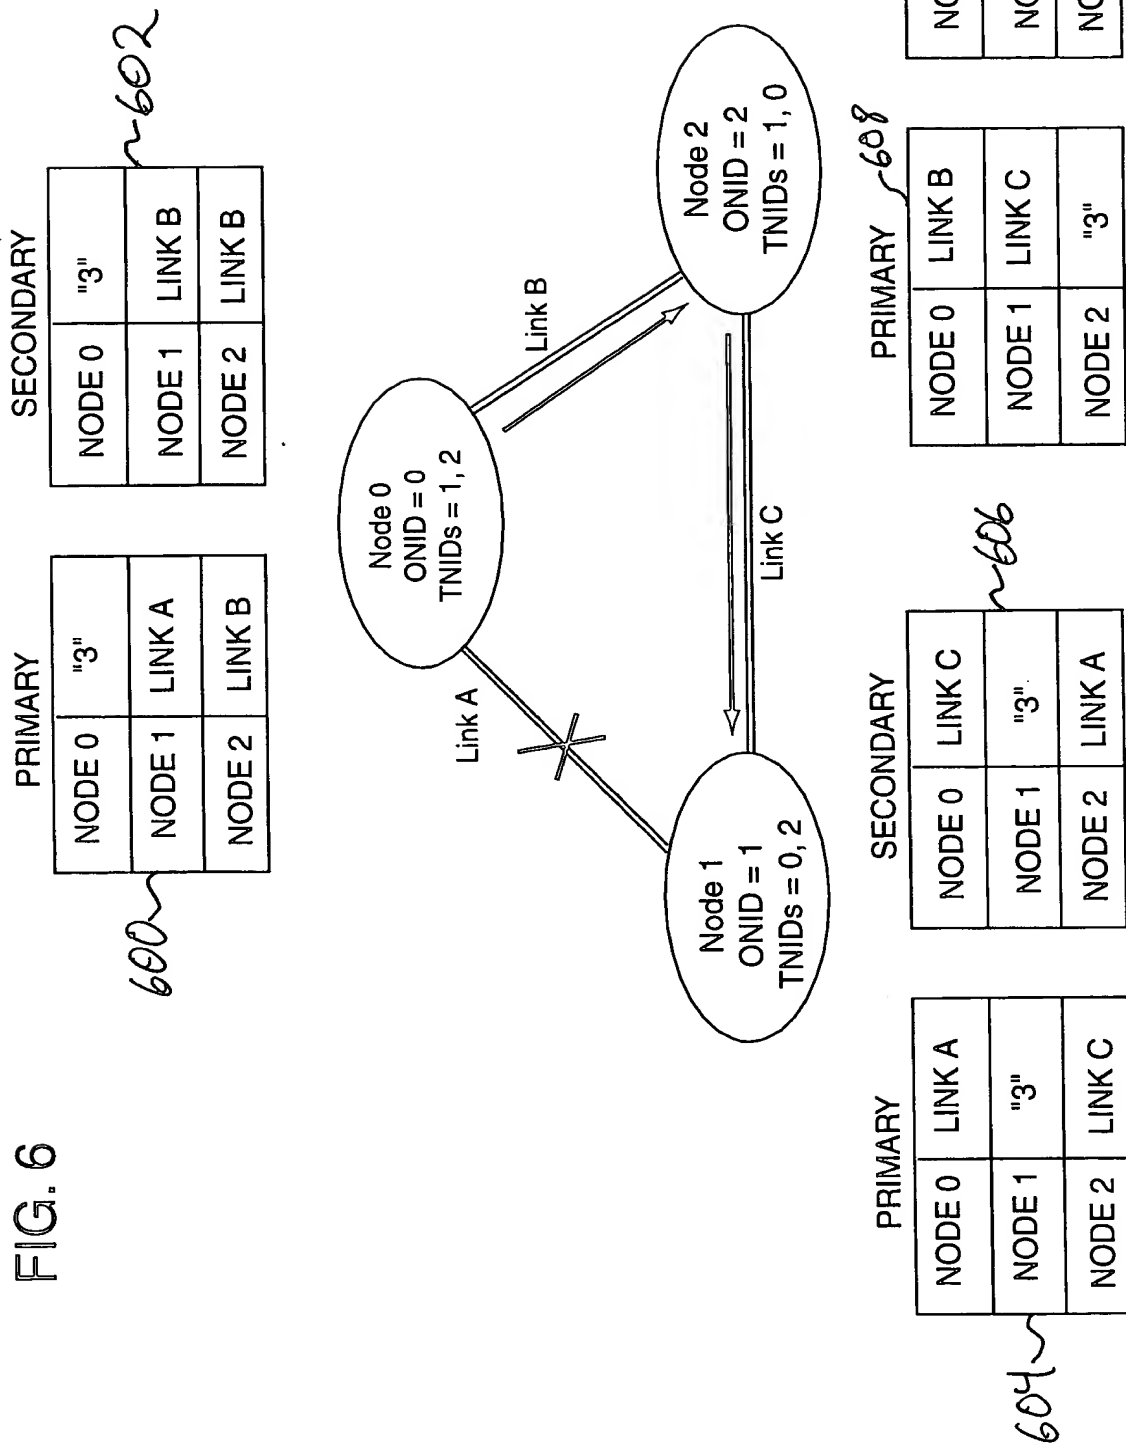 FIG. 6
PRIMARY
NODE 0 "3"
NODE 1 LINK A
NODE 2 LINK B
600
SECONDARY
NODE 0 "3"
NODE 1 LINK B
NODE 2 LINK B
602
Node 0
ONID = 0
TNIDs = 1, 2
Link A
Link B
Node 1
ONID = 1
TNIDs = 0, 2
Link C
Node 2
ONID = 2
TNIDs = 1, 0
PRIMARY
NODE 0 LINK A
NODE 1 "3"
NODE 2 LINK C
604
SECONDARY
NODE 0 LINK C
NODE 1 "3"
NODE 2 LINK A
606
PRIMARY
NODE 0 LINK B
NODE 1 LINK C
NODE 2 "3"
608
NO
NO
NO